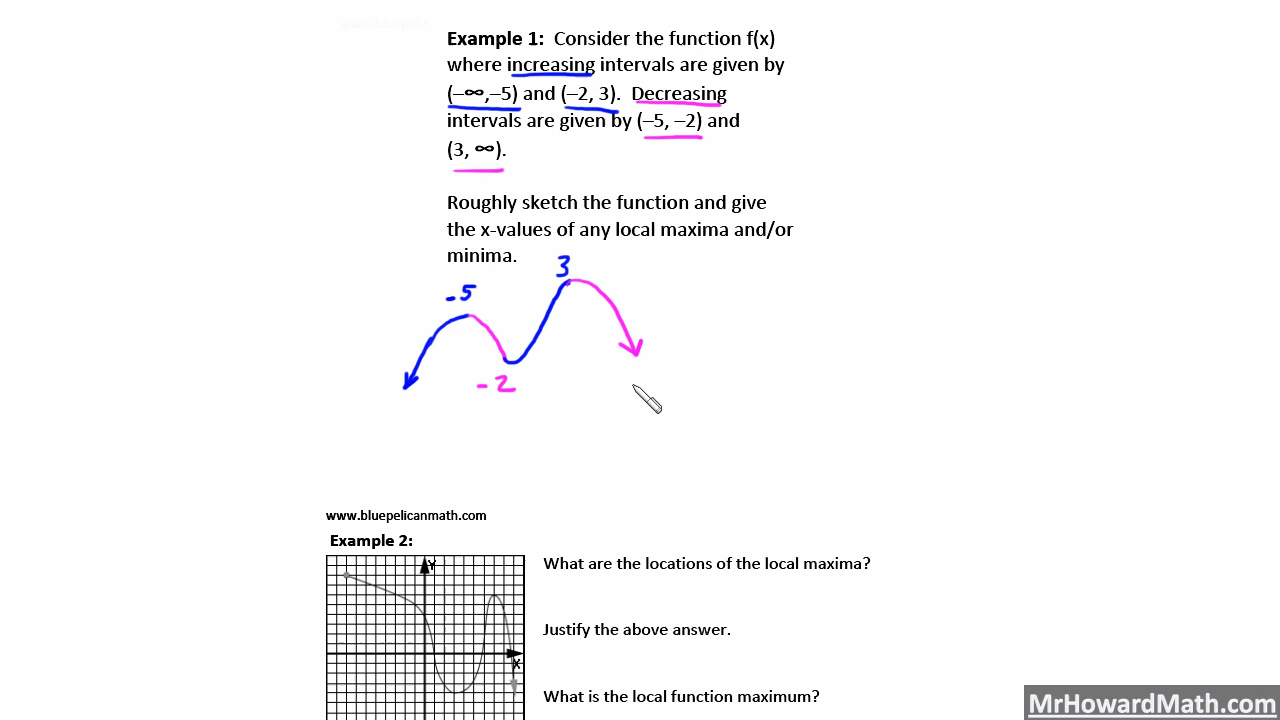 Example 1: Consider the function f(x)
where increasing intervals are given by
(–∞,–5) and (–2, 3). Decreasing
intervals are given by (–5, –2) and
(3, ∞).
Roughly sketch the function and give
the x-values of any local maxima and/or
minima.
3
-5
-2
www.bluepelicanmath.com
Example 2:
Y
X
What are the locations of the local maxima?
Justify the above answer.
What is the local function maximum?
MrHowardMath.com